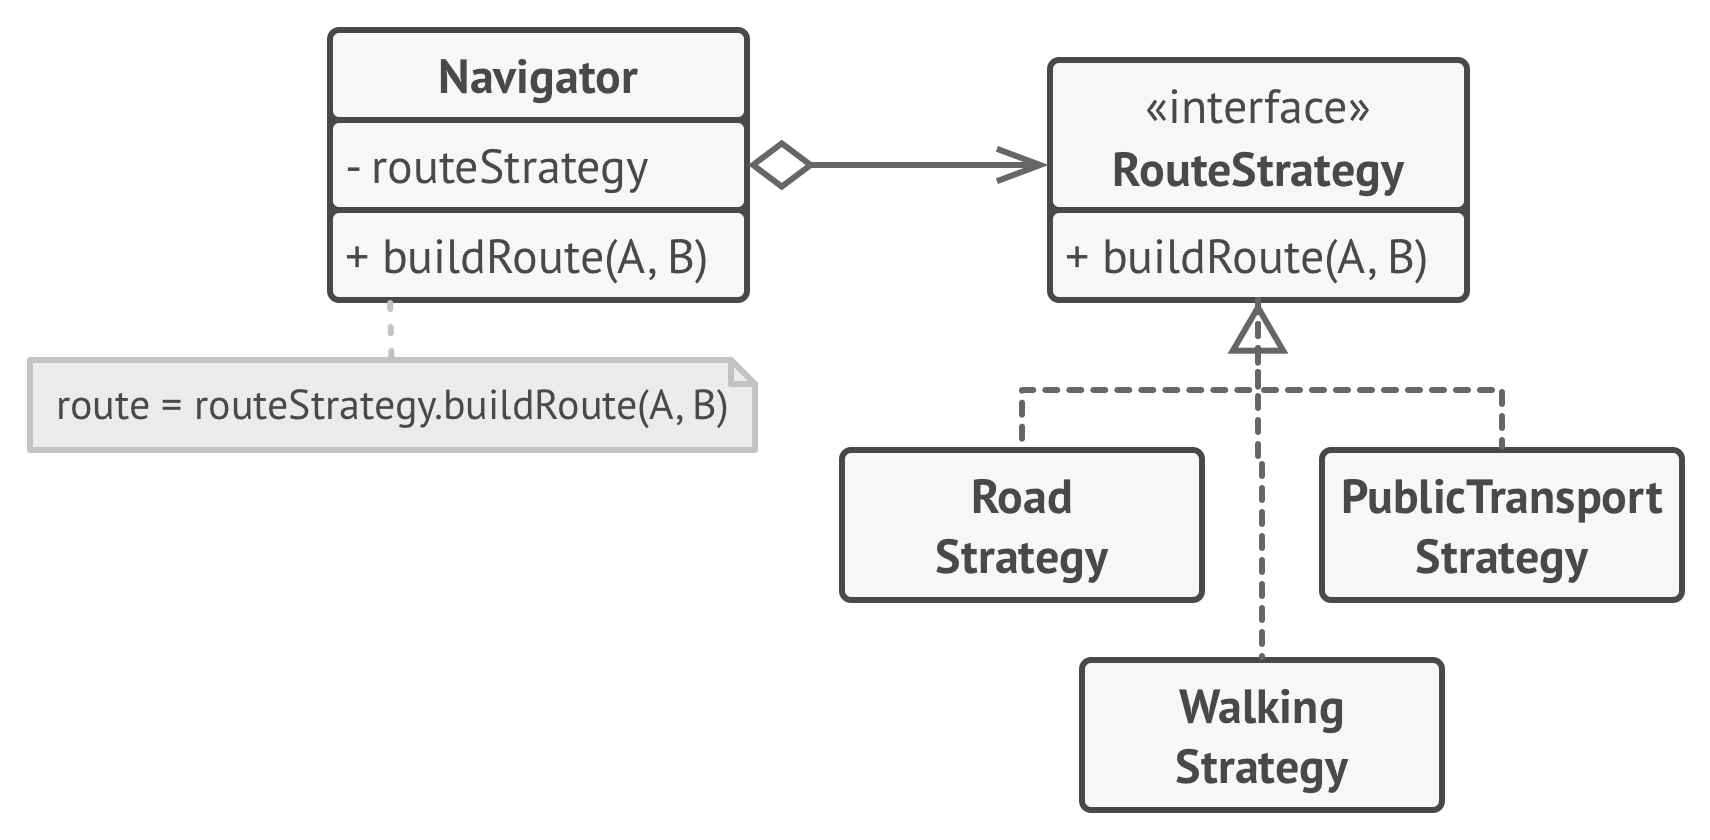 Navigator
- routeStrategy
+ buildRoute(A, B)
route = routeStrategy.buildRoute(A, B)
«interface»
RouteStrategy
+ buildRoute(A, B)
Road
Strategy
PublicTransport
Strategy
Walking
Strategy